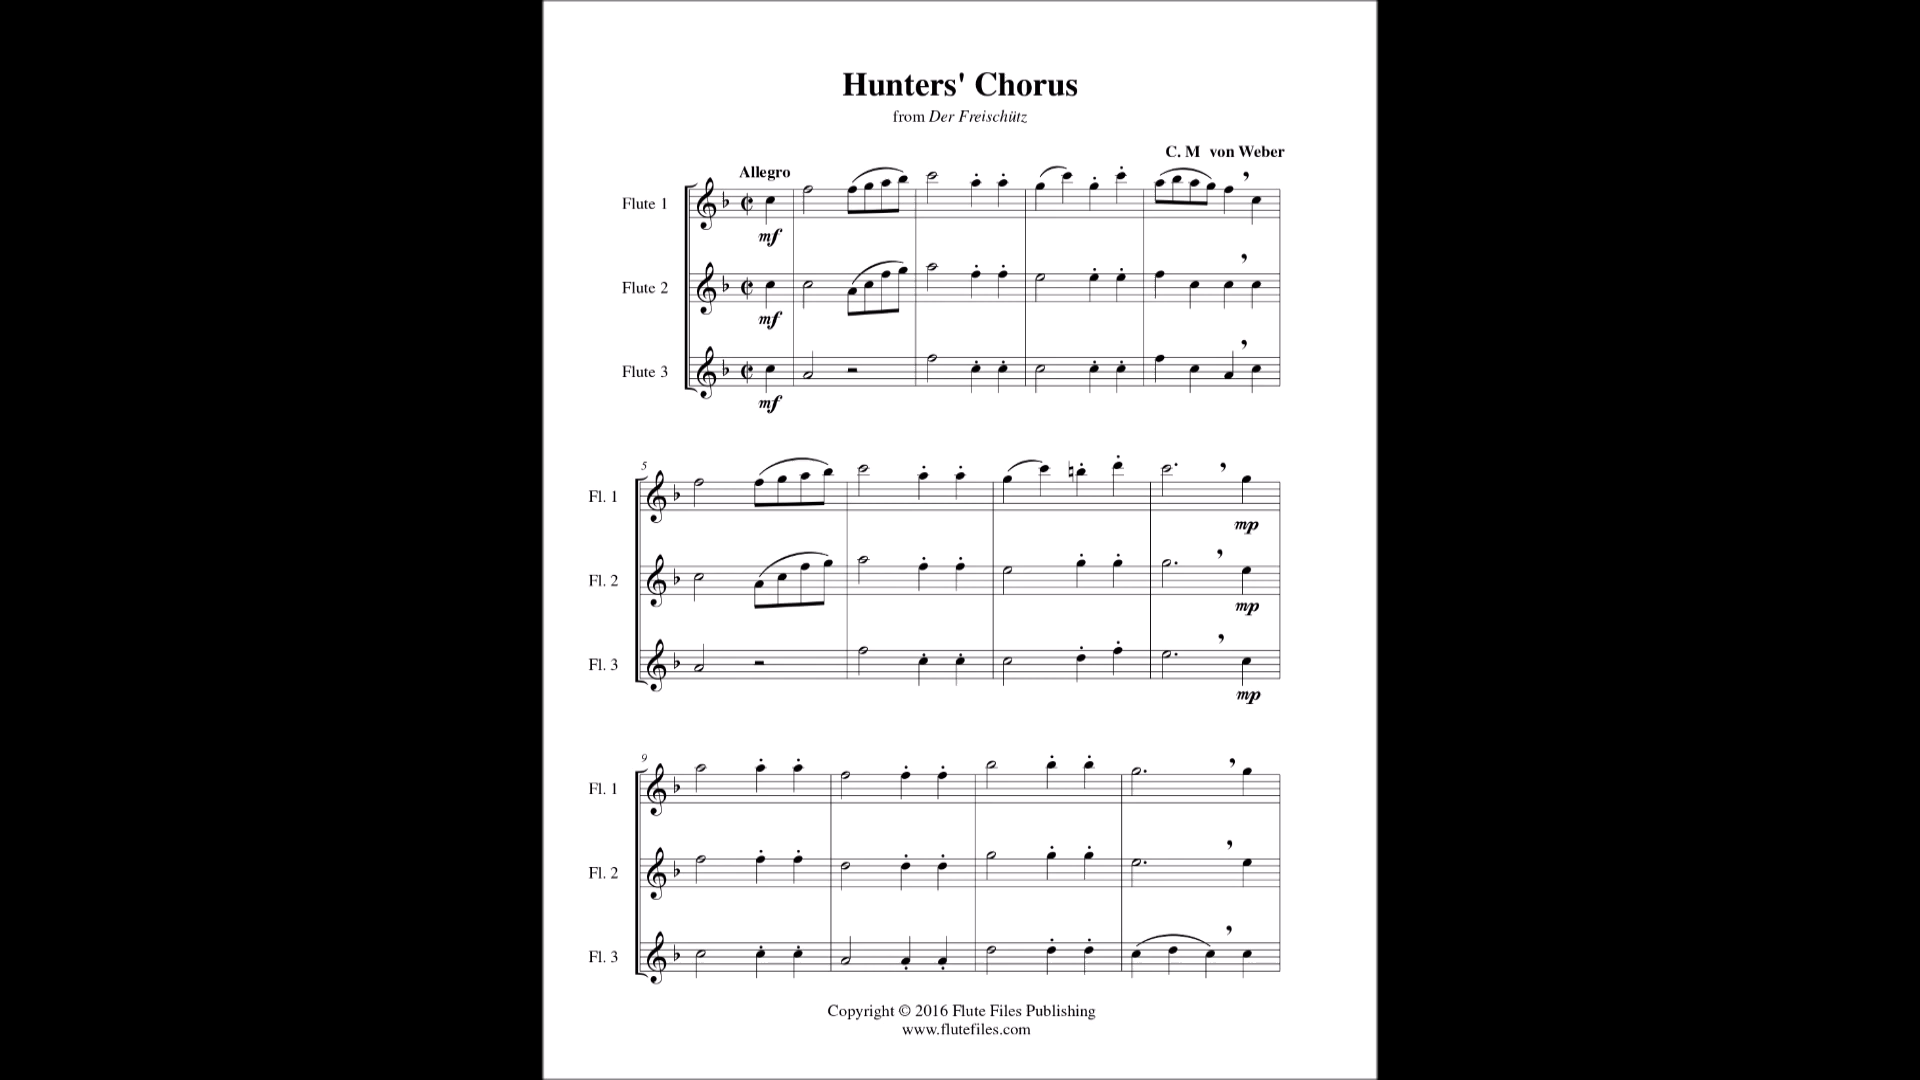 Hunters' Chorus
from Der Freischütz
C. M  von Weber
Allegro
Flute 1
mf
Flute 2
mf
Flute 3
mf
5
Fl. 1
mp
Fl. 2
mp
Fl. 3
mp
9
Fl. 1
Fl. 2
Fl. 3
Copyright © 2016 Flute Files Publishing
www.flutefiles.com